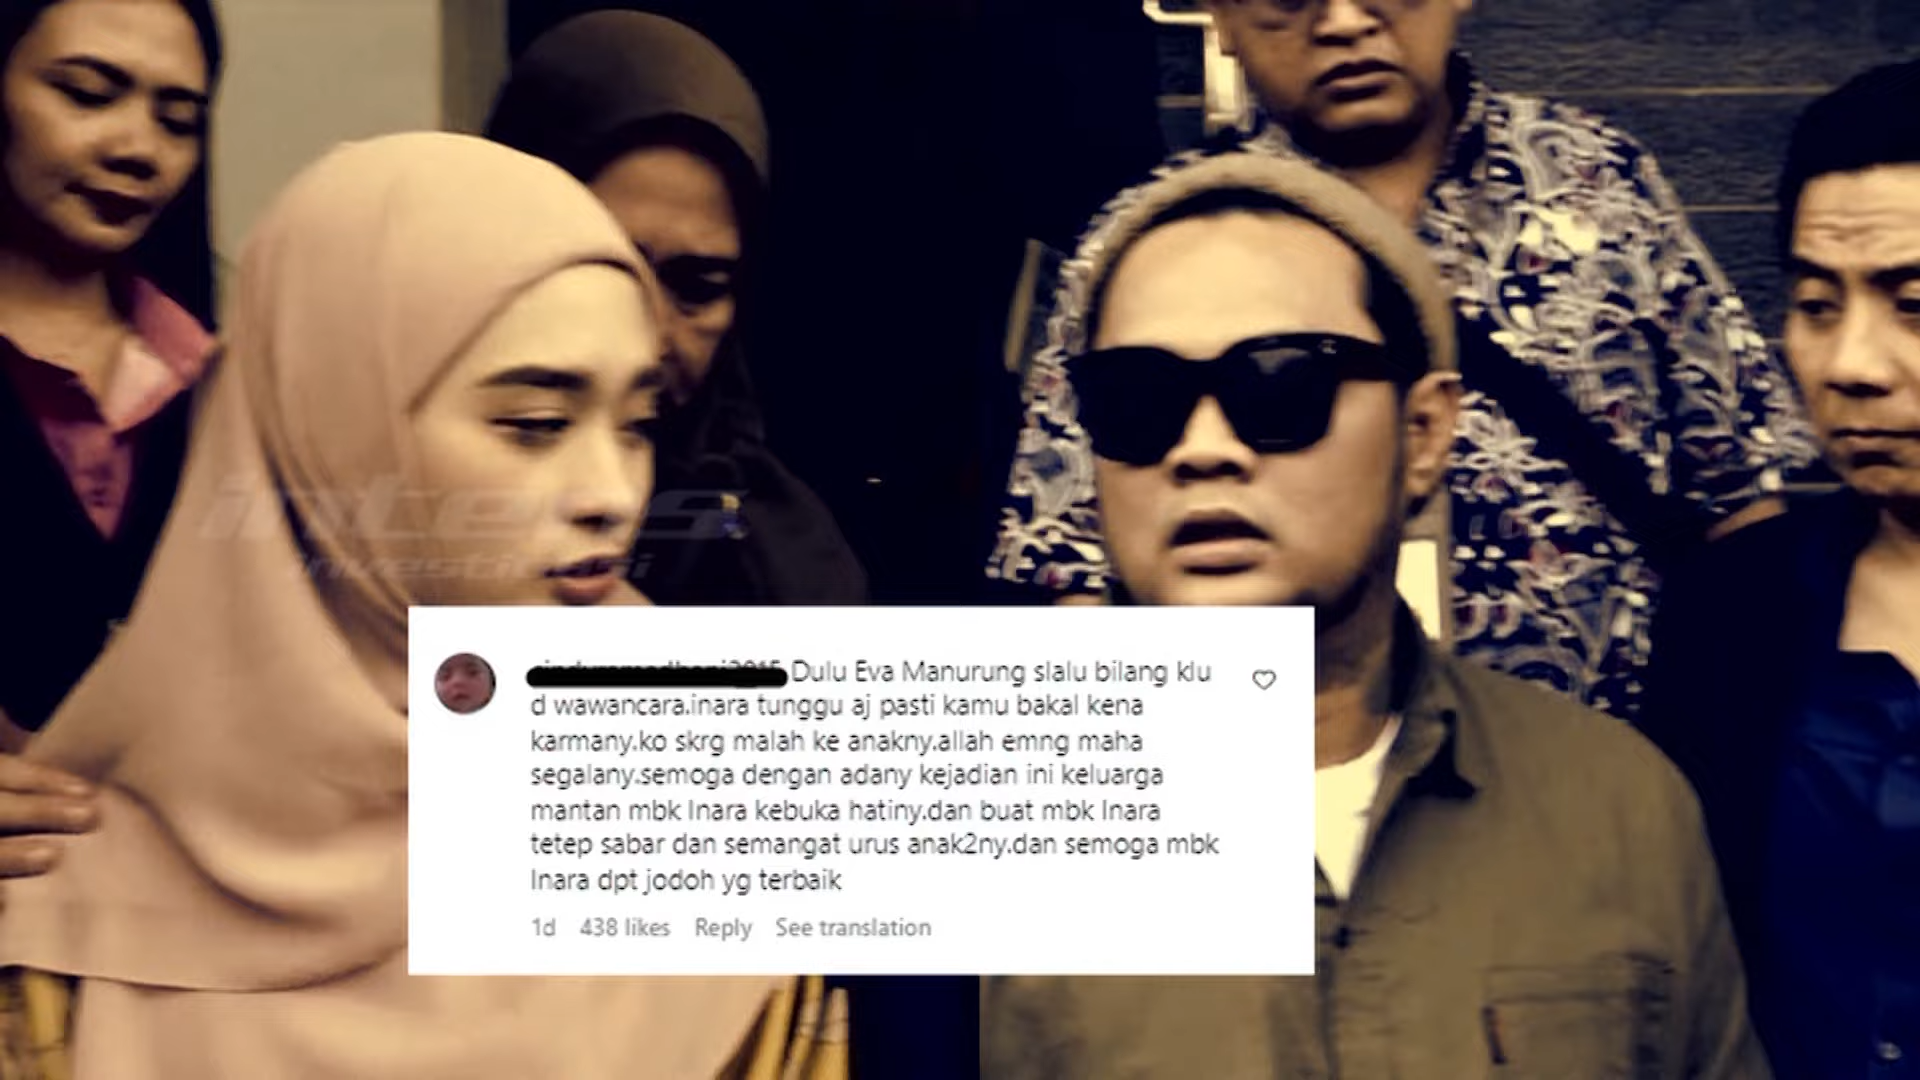 intens
investigasi
Dulu Eva Manurung slalu bilang klu
d wawancara.inara tunggu aj pasti kamu bakal kena
karmany.ko skrg malah ke anakny.allah emng maha
segalany.semoga dengan adany kejadian ini keluarga
mantan mbk Inara kebuka hatiny.dan buat mbk Inara
tetep sabar dan semangat urus anak2ny.dan semoga mbk
Inara dpt jodoh yg terbaik
1d 438 likes Reply See translation